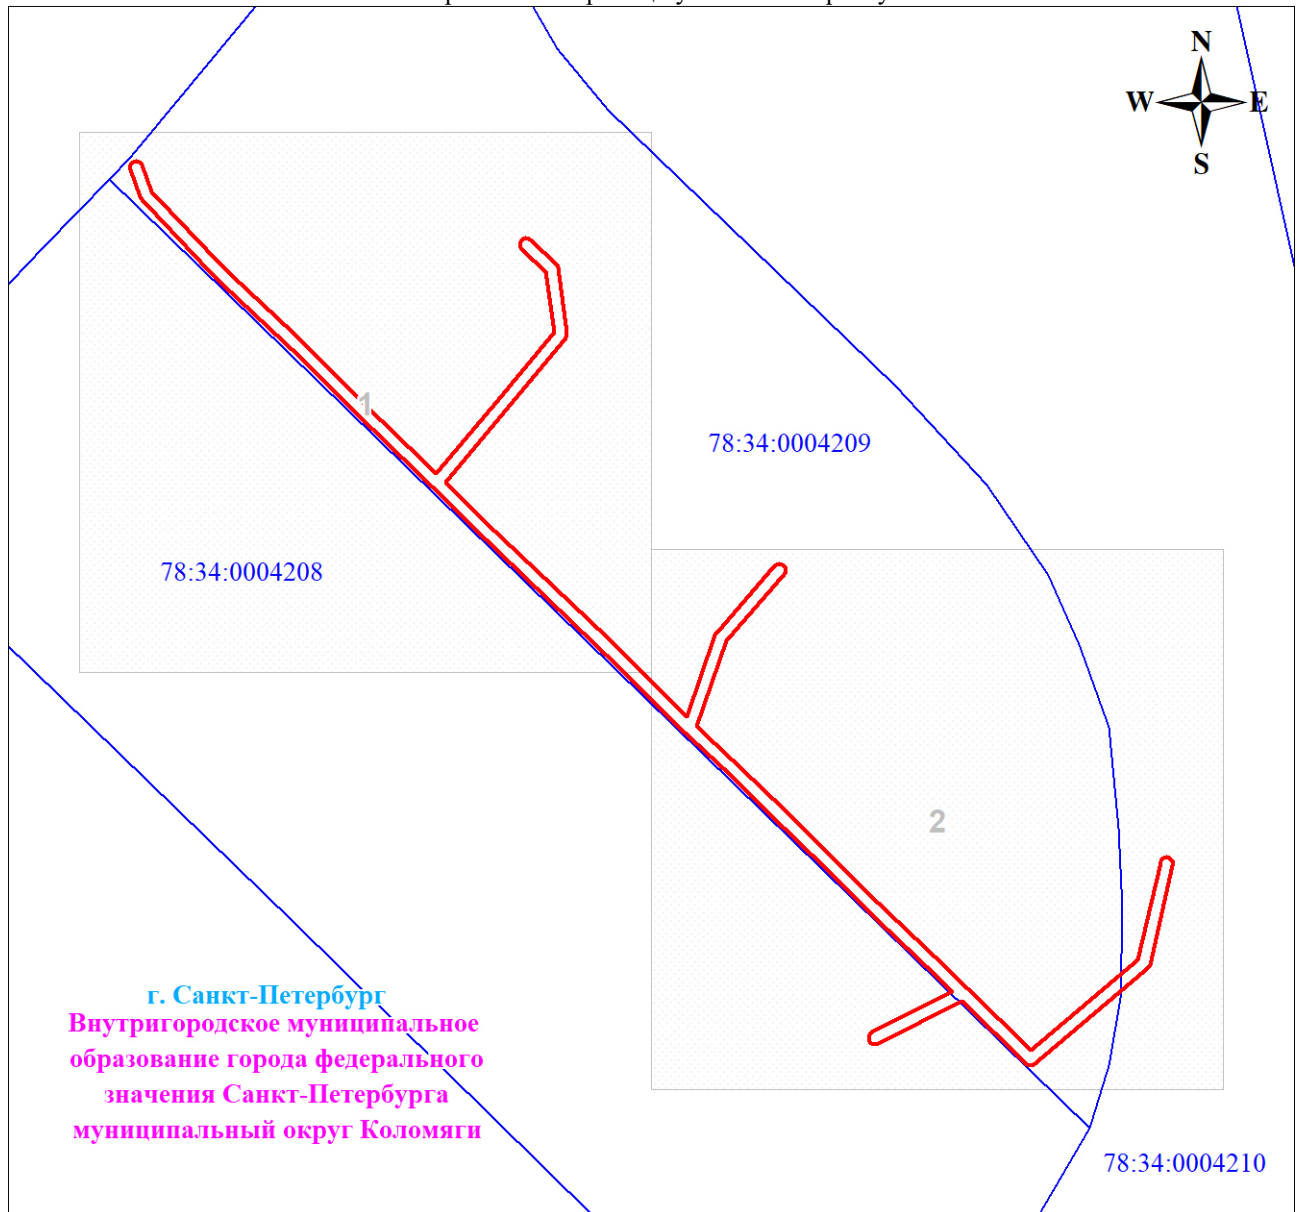 N
W E
S
1
78:34:0004209
78:34:0004208
2
г. Санкт-Петербург
Внутригородское муниципальное
образование города федерального
значения Санкт-Петербурга
муниципальный округ Коломяги
78:34:0004210